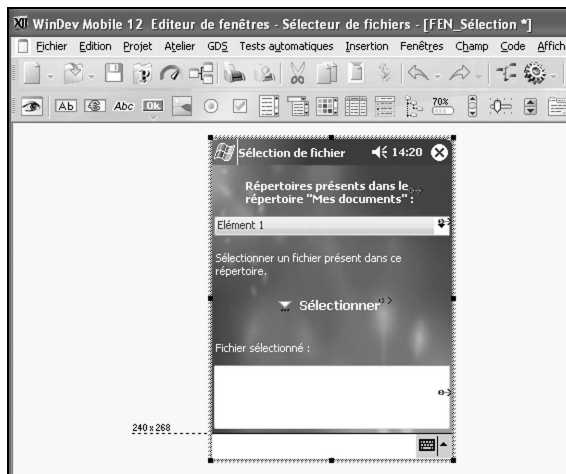 WinDev Mobile 12 Editeur de fenêtres - Sélecteur de fichiers - [FEN_Sélection *]
Fichier Edition Projet Atelier GDS Tests automatiques Insertion Fenêtres Champ Code Affich
Ab Abc OK 70%
Sélection de fichier 14:20
Répertoires présents dans le
répertoire "Mes documents" :
Elément 1
Sélectionner un fichier présent dans ce
répertoire.
Sélectionner
Fichier sélectionné :
240 x 268